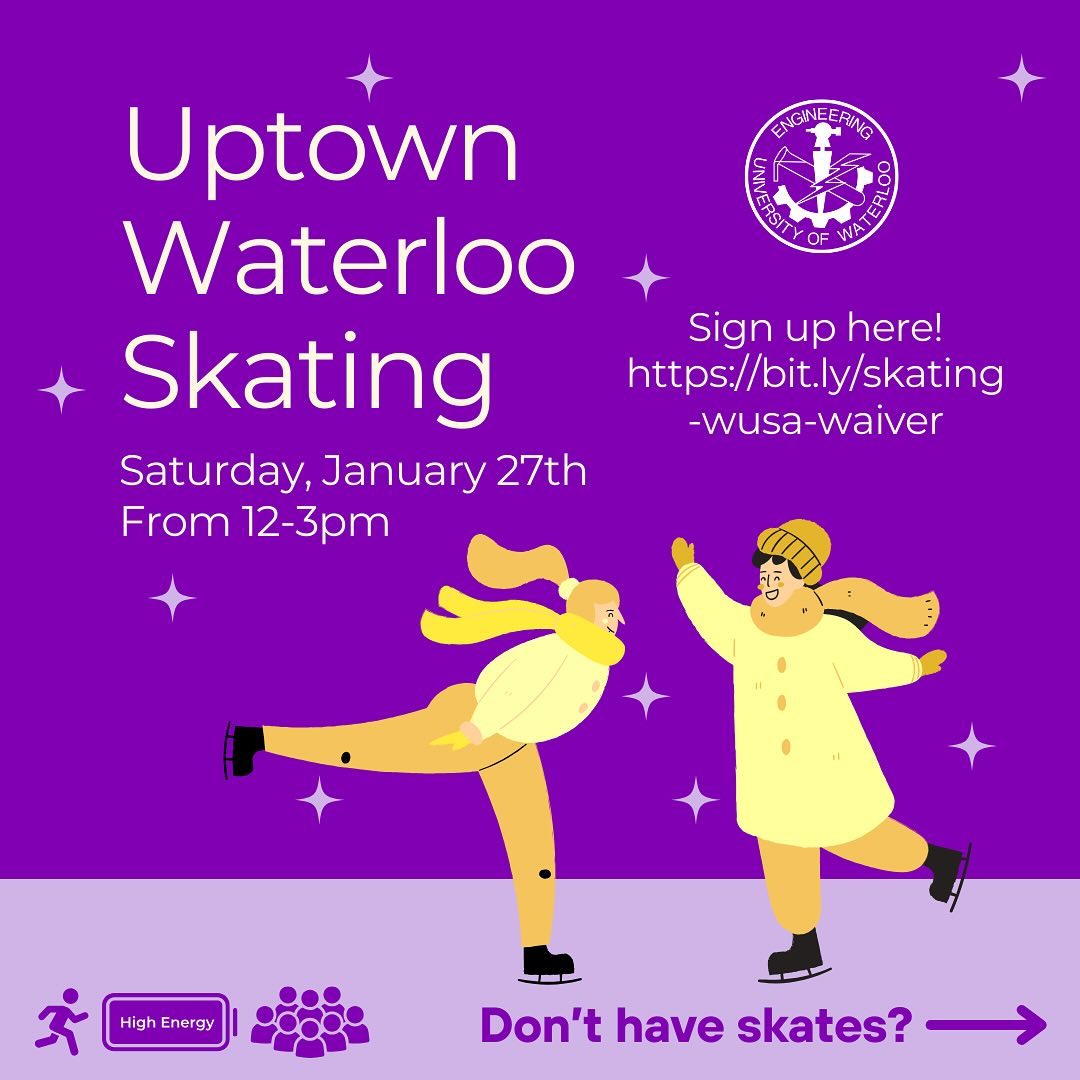 Uptown
Waterloo
Skating
Saturday, January 27th
From 12-3pm
ENGINEERING
UNIVERSITY OF WATERLOO
Sign up here!
https://bit.ly/skating
-wusa-waiver
High Energy
Don't have skates?